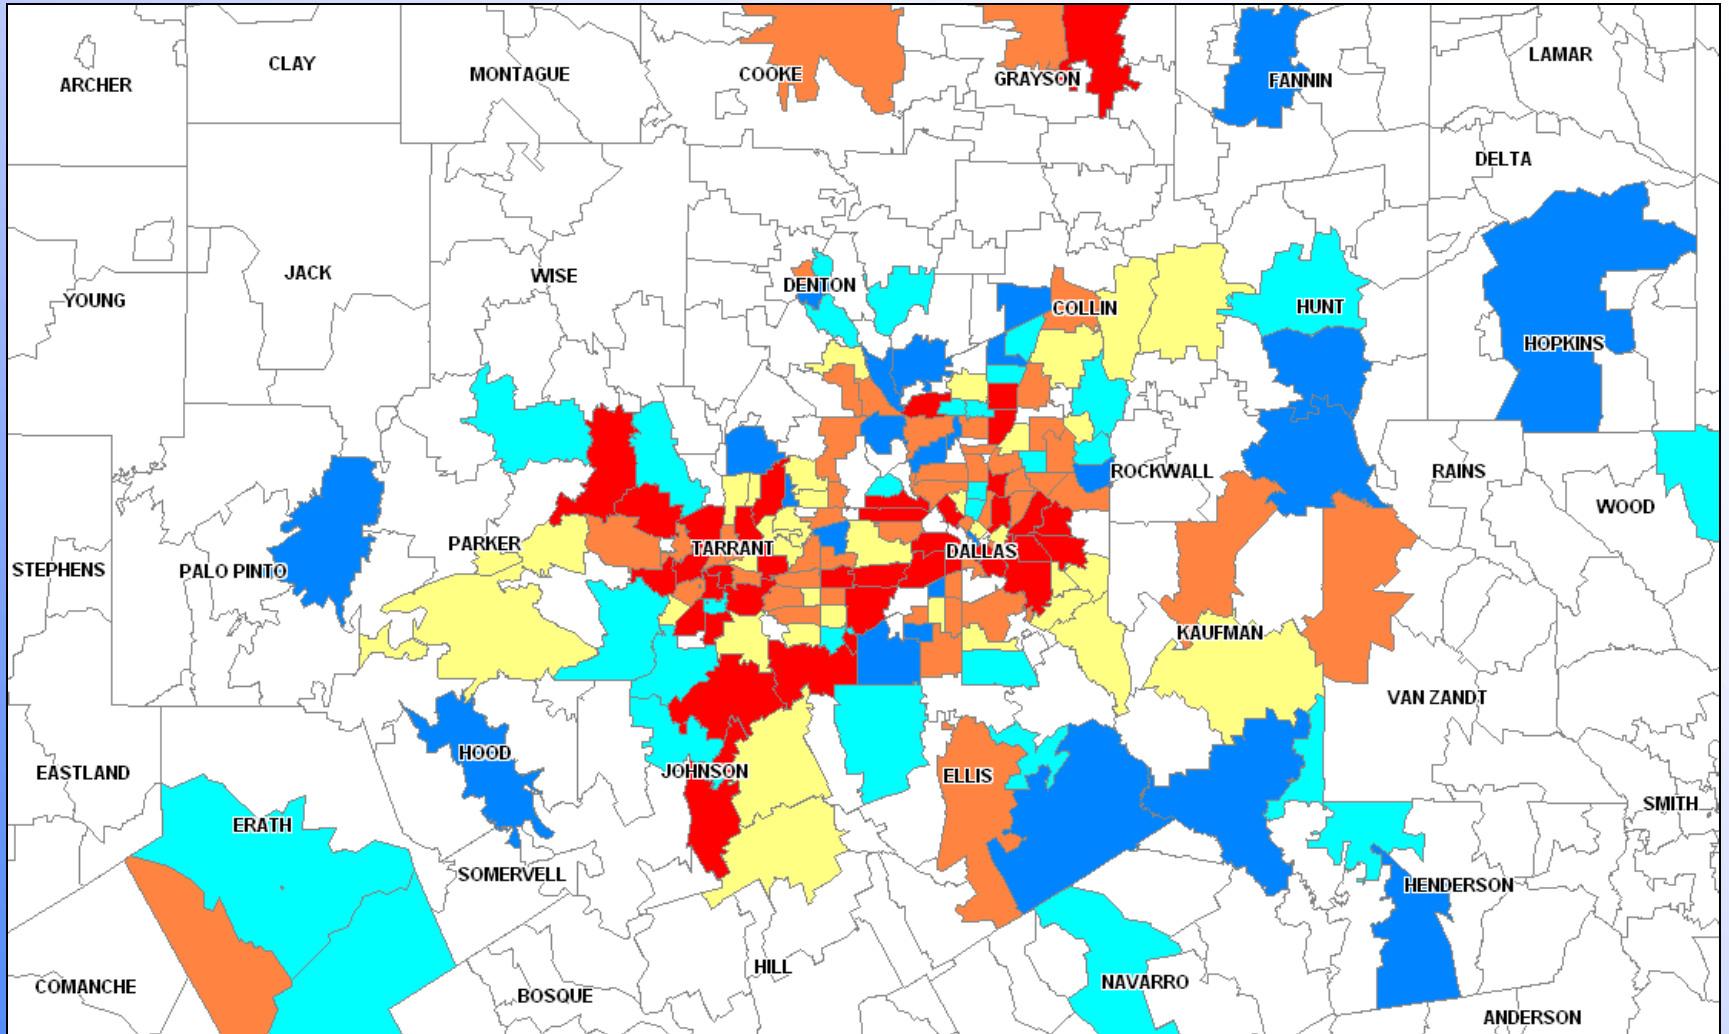 LAMAR
CLAY
MONTAGUE
COOKE
GRAYSON
FANNIN
ARCHER
DELTA
JACK
WISE
DENTON
YOUNG
COLLIN
HUNT
HOPKINS
ROCKWALL
RAINS
WOOD
PARKER
TARRANT
DALLAS
STEPHENS
PALO PINTO
KAUFMAN
VAN ZANDT
HOOD
EASTLAND
JOHNSON
ELLIS
SMITH
ERATH
SOMERVELL
HENDERSON
HILL
NAVARRO
COMANCHE
BOSQUE
ANDERSON